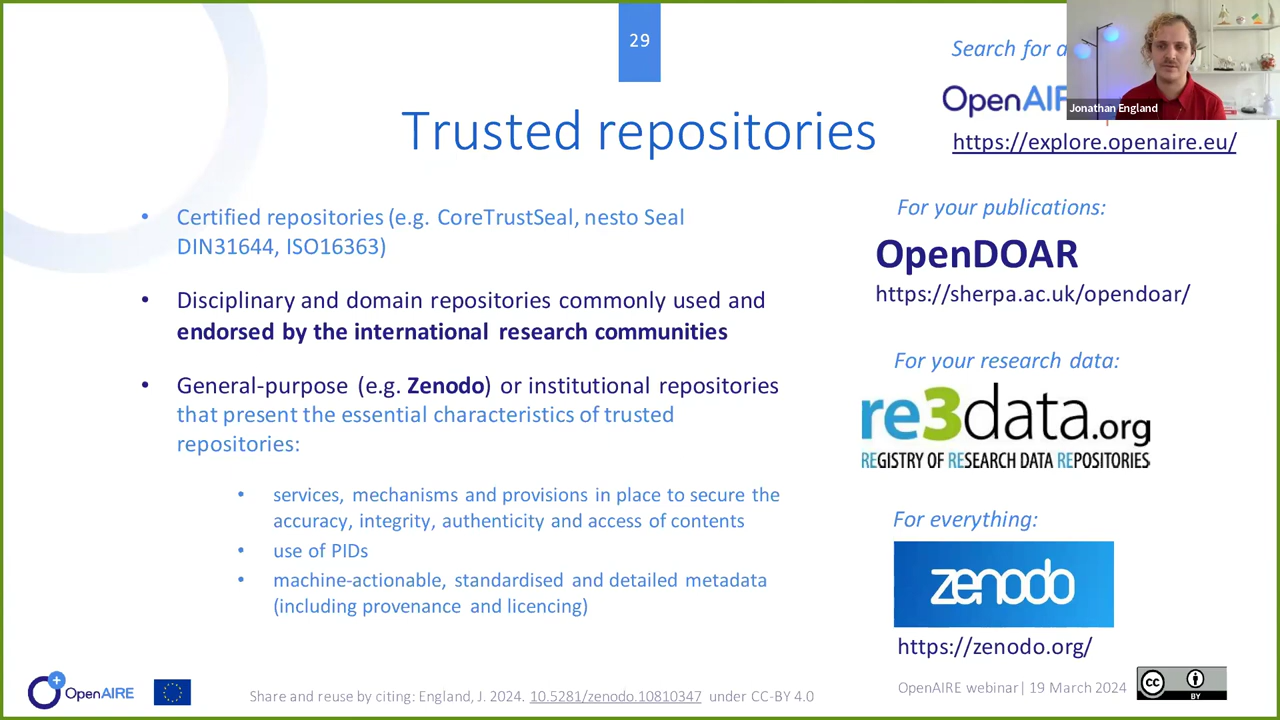 29
Search for a
OpenAIR
Jonathan England
https://explore.openaire.eu/
Trusted repositories
• Certified repositories (e.g. CoreTrustSeal, nesto Seal
DIN31644, ISO16363)
• Disciplinary and domain repositories commonly used and
endorsed by the international research communities
• General-purpose (e.g. Zenodo) or institutional repositories
that present the essential characteristics of trusted
repositories:
• services, mechanisms and provisions in place to secure the
accuracy, integrity, authenticity and access of contents
• use of PIDs
• machine-actionable, standardised and detailed metadata
(including provenance and licencing)
For your publications:
OpenDOAR
https://sherpa.ac.uk/opendoar/
For your research data:
re3data.org
REGISTRY OF RESEARCH DATA REPOSITORIES
For everything:
zenodo
https://zenodo.org/
OpenAIRE
Share and reuse by citing: England, J. 2024. 10.5281/zenodo.10810347 under CC-BY 4.0
OpenAIRE webinar| 19 March 2024
cc
BY